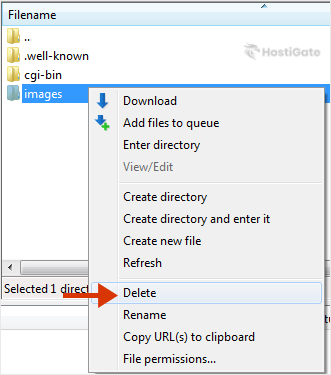 Filename
..
HostiGate
.well-known
cgi-bin
images
Download
Add files to queue
Enter directory
View/Edit
Create directory
Create directory and enter it
Create new file
Refresh
Selected 1 direct
Delete
Rename
Copy URL(s) to clipboard
File permissions...